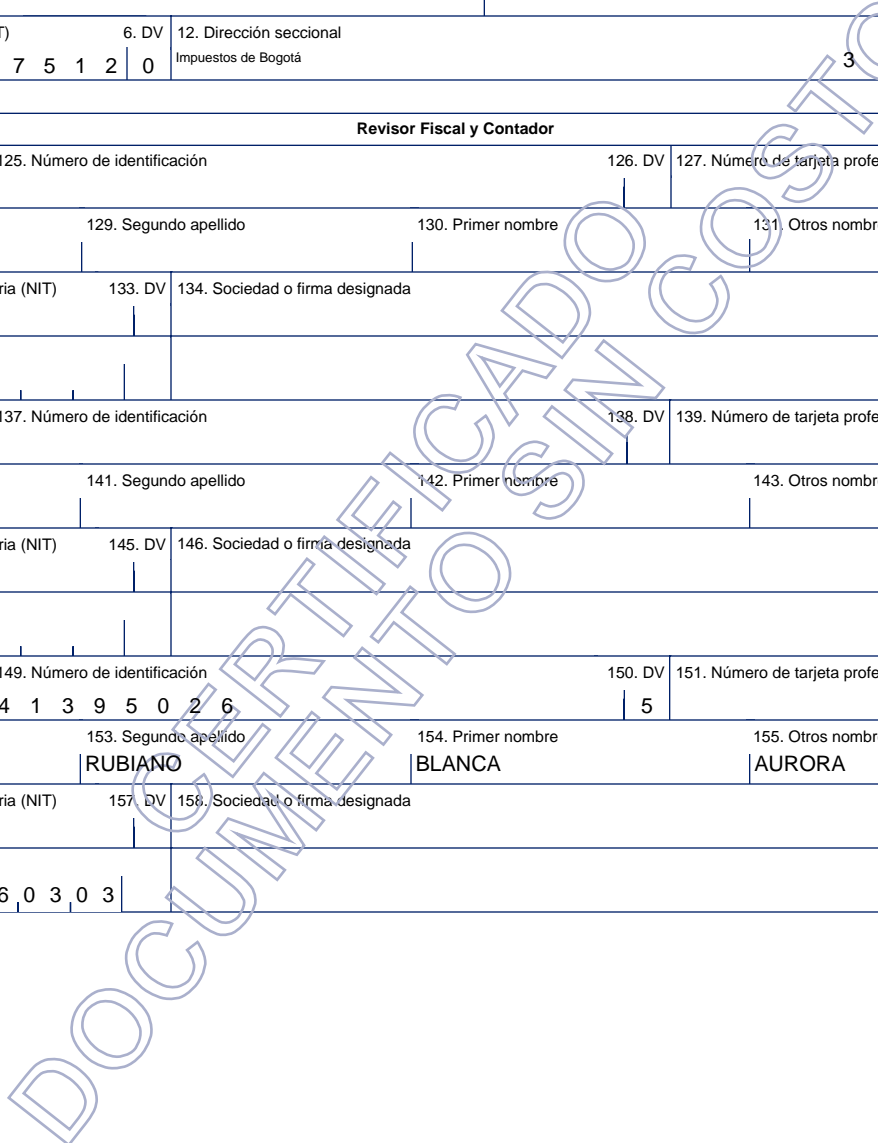 T) 6. DV 12. Dirección seccional
7 5 1 2 0 Impuestos de Bogotá 3
Revisor Fiscal y Contador
125. Número de identificación 126. DV 127. Número de tarjeta profe
129. Segundo apellido 130. Primer nombre 131. Otros nombr
ria (NIT) 133. DV 134. Sociedad o firma designada
137. Número de identificación 138. DV 139. Número de tarjeta profe
141. Segundo apellido 142. Primer nombre 143. Otros nombr
ria (NIT) 145. DV 146. Sociedad o firma designada
149. Número de identificación 150. DV 151. Número de tarjeta profe
4 1 3 9 5 0 2 6 5
153. Segundo apellido 154. Primer nombre 155. Otros nombr
RUBIANO BLANCA AURORA
ria (NIT) 157. DV 158. Sociedad o firma designada
6 0 3 0 3
CERTIFICADO
DOCUMENTO SIN COSTO